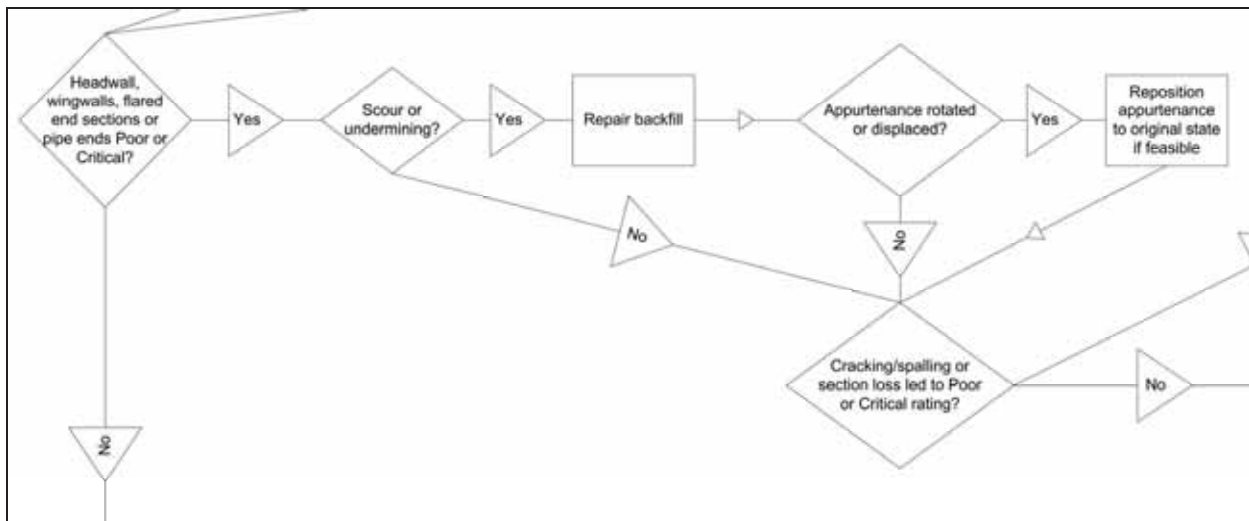 Headwall,
wingwalls, flared
end sections or
pipe ends Poor or
Critical?
Yes
Scour or
undermining?
Yes
Repair backfill
Appurtenance rotated
or displaced?
Yes
Reposition
appurtenance
to original state
if feasible
No
No
Cracking/spalling or
section loss led to Poor
or Critical rating?
No
No